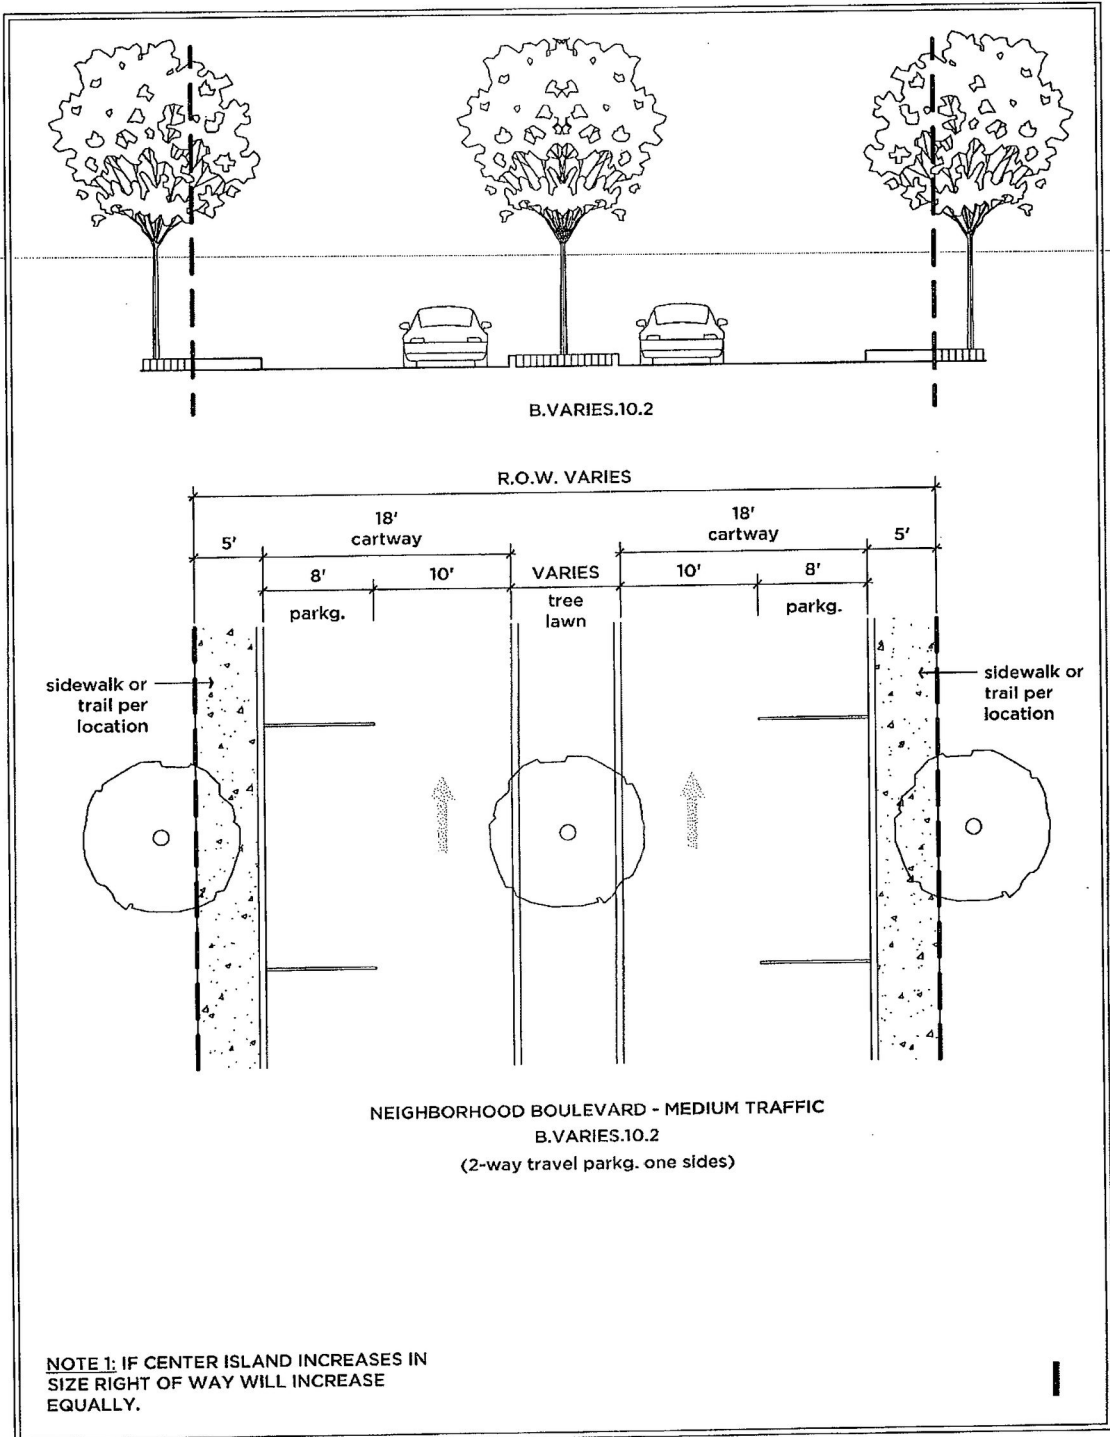 B.VARIES.10.2
R.O.W. VARIES
18'
cartway
18'
cartway
5'
5'
8'
10'
VARIES
10'
8'
parkg.
tree
lawn
parkg.
sidewalk or
trail per
location
sidewalk or
trail per
location
NEIGHBORHOOD BOULEVARD - MEDIUM TRAFFIC
B.VARIES.10.2
(2-way travel parkg. one sides)
NOTE 1: IF CENTER ISLAND INCREASES IN
SIZE RIGHT OF WAY WILL INCREASE
EQUALLY.
I